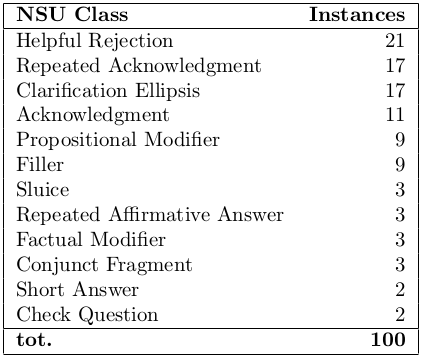 NSU Class Instances
Helpful Rejection 21
Repeated Acknowledgment 17
Clarification Ellipsis 17
Acknowledgment 11
Propositional Modifier 9
Filler 9
Sluice 3
Repeated Affirmative Answer 3
Factual Modifier 3
Conjunct Fragment 3
Short Answer 2
Check Question 2
tot. 100